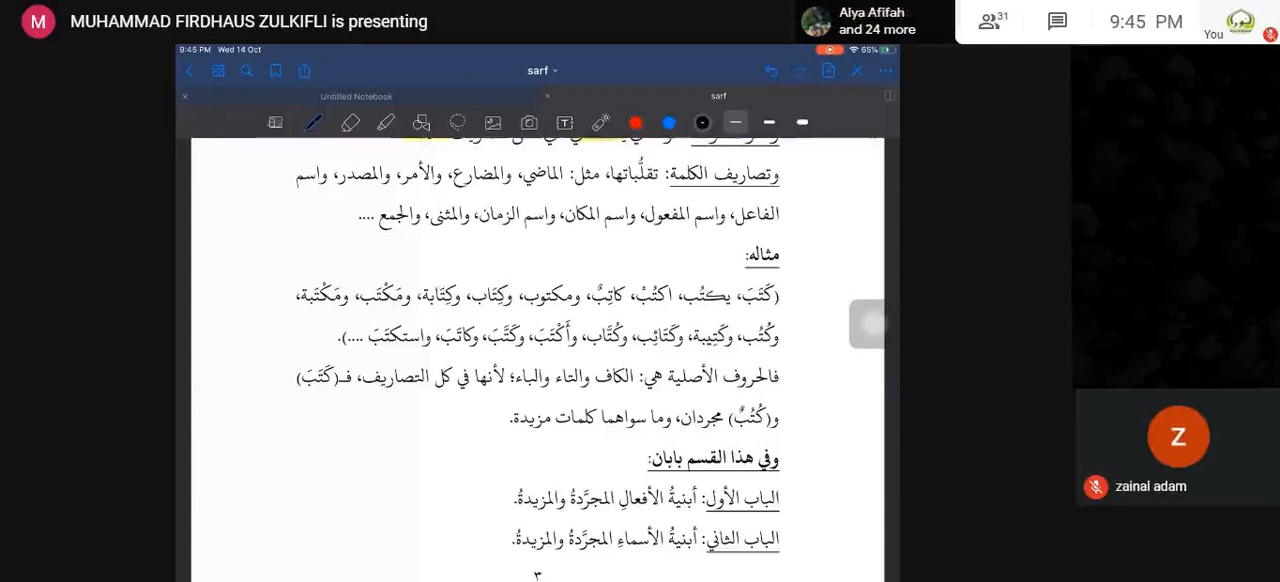 MUHAMMAD FIRDHAUS ZULKIFLI is presenting
Alya Afifah
and 24 more
31
9:45 PM
You
9:45 PM Wed 14 Oct
65%
sarf
Untitled Notebook
sarf
وتصاريف الكلمة: تقلُّباتها، مثل: الماضي، والمضارع، والأمر، والمصدر، واسم
الفاعل، واسم المفعول، واسم المكان، واسم الزمان، والمثنى، والجمع ....
مثاله:
(كَتَبَ، يكتُب، اكتُبْ، كاتِبٌ، ومكتوب، وكِتَاب، وكِتَابة، ومَكْتَب، ومَكْتَبة،
وكُتُب، وكَتِيبة، وكَتَائِب، وكُتَّاب، وأَكْتَبَ، وكَتَّبَ، وكاتَبَ، واستكتَبَ ....).
فالحروف الأصلية هي: الكاف والتاء والباء؛ لأنها في كل التصاريف، فـ(كَتَبَ)
و(كُتُبٌ) مجردان، وما سواهما كلمات مزيدة.
وفي هذا القسم بابان:
الباب الأول: أبنيةُ الأفعالِ المجرَّدةُ والمزيدةُ.
الباب الثاني: أبنيةُ الأسماءِ المجرَّدةُ والمزيدةُ.
٣
Z
zainal adam
M